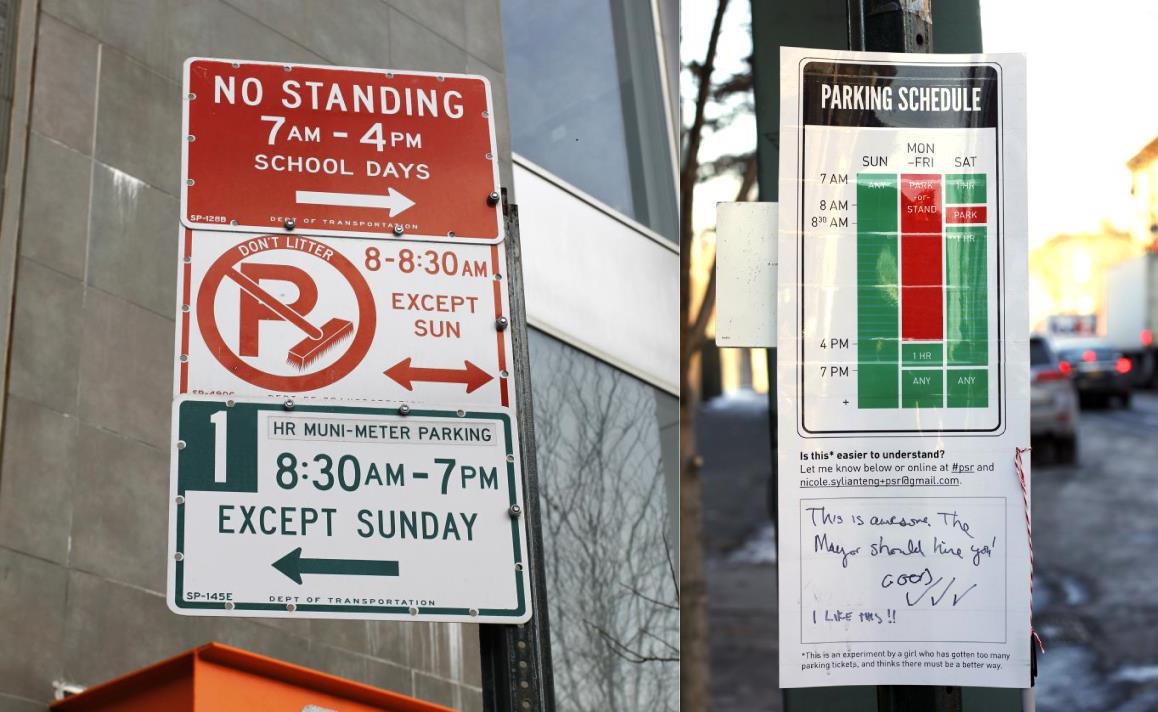 NO STANDING
7AM - 4PM
SCHOOL DAYS
SP-128B DEPT OF TRANSPORTATION
DON'T LITTER
P
8-8:30AM
EXCEPT
SUN
1
HR MUNI-METER PARKING
8:30AM-7PM
EXCEPT SUNDAY
SP-145E DEPT OF TRANSPORTATION
PARKING SCHEDULE
SUN MON-FRI SAT
7 AM ANY PARK -or- STAND 1 HR
8 AM PARK
8³⁰ AM 1 HR
4 PM 1 HR
7 PM ANY ANY
+
Is this* easier to understand?
Let me know below or online at #psr and
nicole.sylianteng+psr@gmail.com.
This is awesome. The
Mayor should hire you!
GOOD
I LIKE THIS!!
*This is an experiment by a girl who has gotten too many
parking tickets, and thinks there must be a better way.